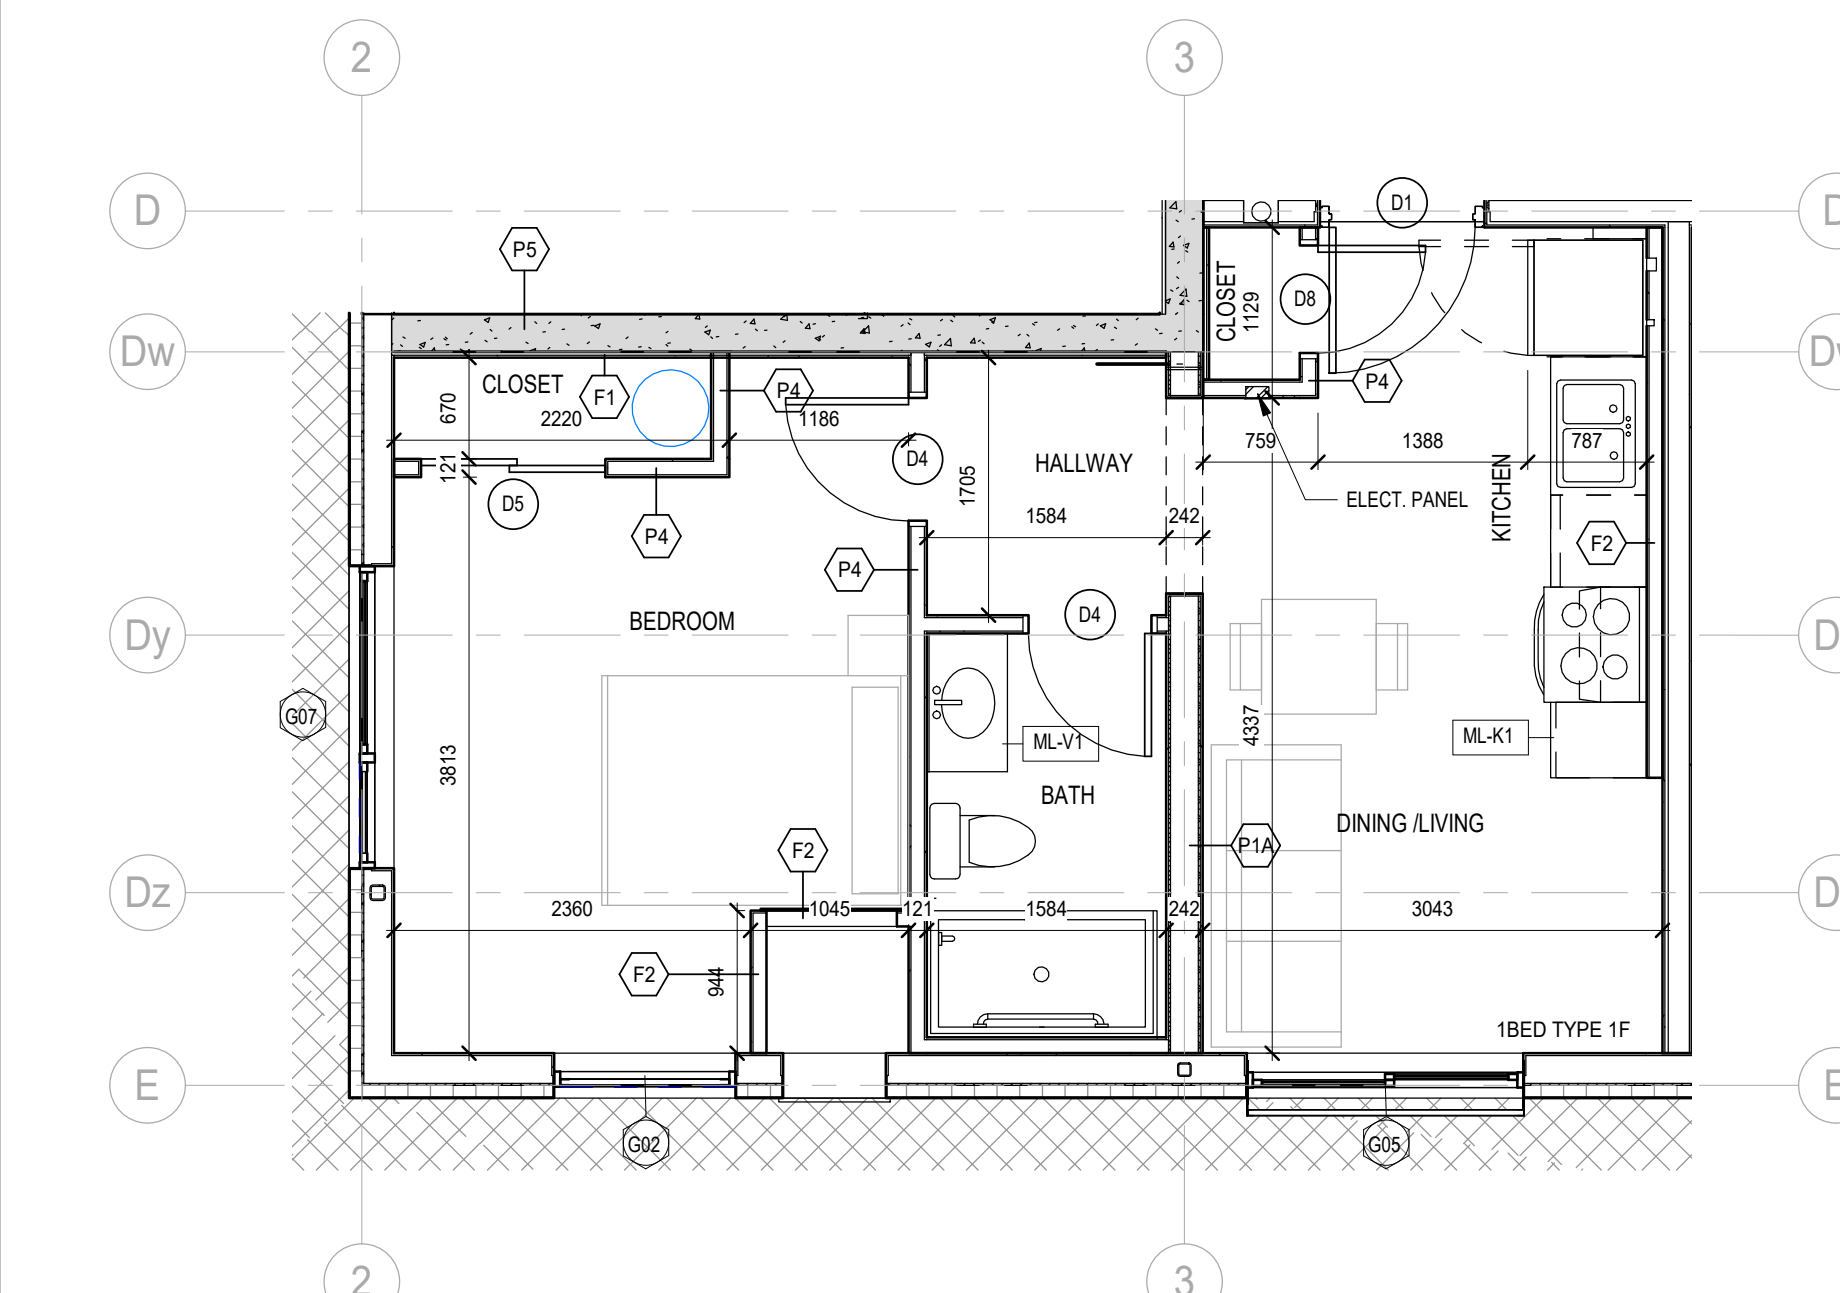 2
3
D
D1
P5
CLOSET
1129
D8
Dw
CLOSET
F1
P4
P4
670
2220
1186
759
1388
787
121
D4
HALLWAY
1705
D5
ELECT. PANEL
KITCHEN
1584
242
P4
F2
P4
BEDROOM
D4
Dy
G07
4337
ML-V1
ML-K1
3813
BATH
DINING /LIVING
F2
P1A
Dz
2360
1045
121
1584
242
3043
F2
944
1BED TYPE 1F
E
G02
G05
2
3